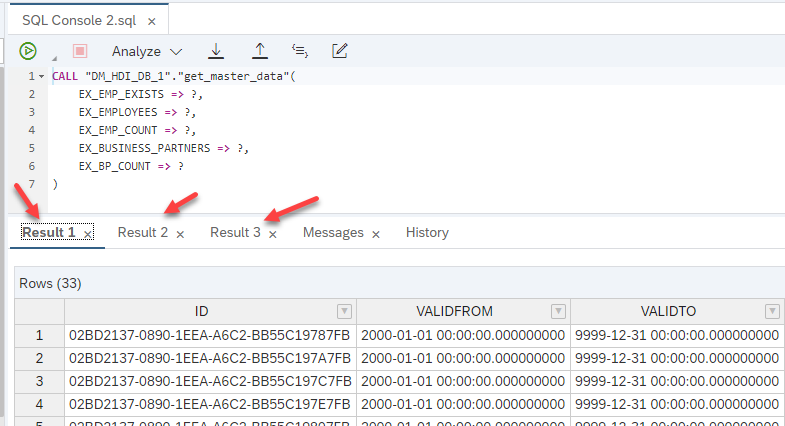 SQL Console 2.sql ×
Analyze
1 CALL "DM_HDI_DB_1"."get_master_data"(
2 EX_EMP_EXISTS => ?,
3 EX_EMPLOYEES => ?,
4 EX_EMP_COUNT => ?,
5 EX_BUSINESS_PARTNERS => ?,
6 EX_BP_COUNT => ?
7 )
Result 1 × Result 2 × Result 3 × Messages × History
Rows (33)
ID VALIDFROM VALIDTO
1 02BD2137-0890-1EEA-A6C2-BB55C19787FB 2000-01-01 00:00:00.000000000 9999-12-31 00:00:00.000000000
2 02BD2137-0890-1EEA-A6C2-BB55C197A7FB 2000-01-01 00:00:00.000000000 9999-12-31 00:00:00.000000000
3 02BD2137-0890-1EEA-A6C2-BB55C197C7FB 2000-01-01 00:00:00.000000000 9999-12-31 00:00:00.000000000
4 02BD2137-0890-1EEA-A6C2-BB55C197E7FB 2000-01-01 00:00:00.000000000 9999-12-31 00:00:00.000000000